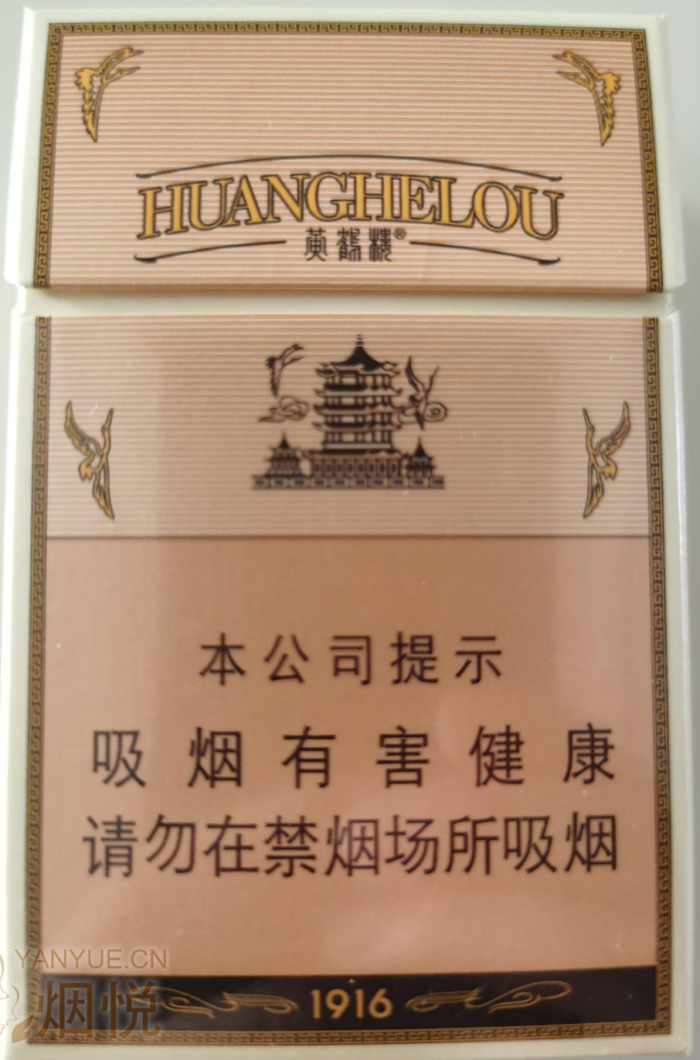 HUANGHELOU
黄鹤楼®
本公司提示
吸烟有害健康
请勿在禁烟场所吸烟
1916
YANYUE.CN
烟悦